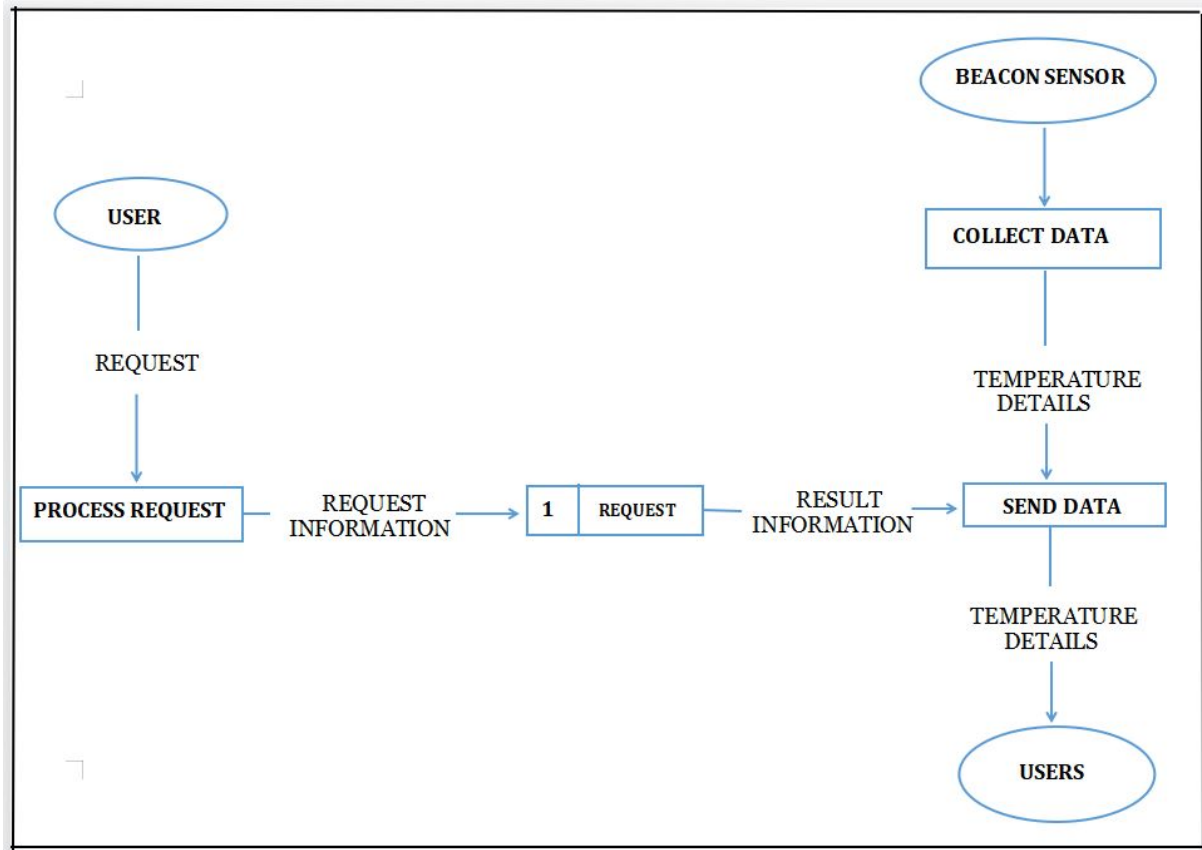 BEACON SENSOR
USER
COLLECT DATA
REQUEST
TEMPERATURE
DETAILS
PROCESS REQUEST
REQUEST
INFORMATION
1
REQUEST
RESULT
INFORMATION
SEND DATA
TEMPERATURE
DETAILS
USERS